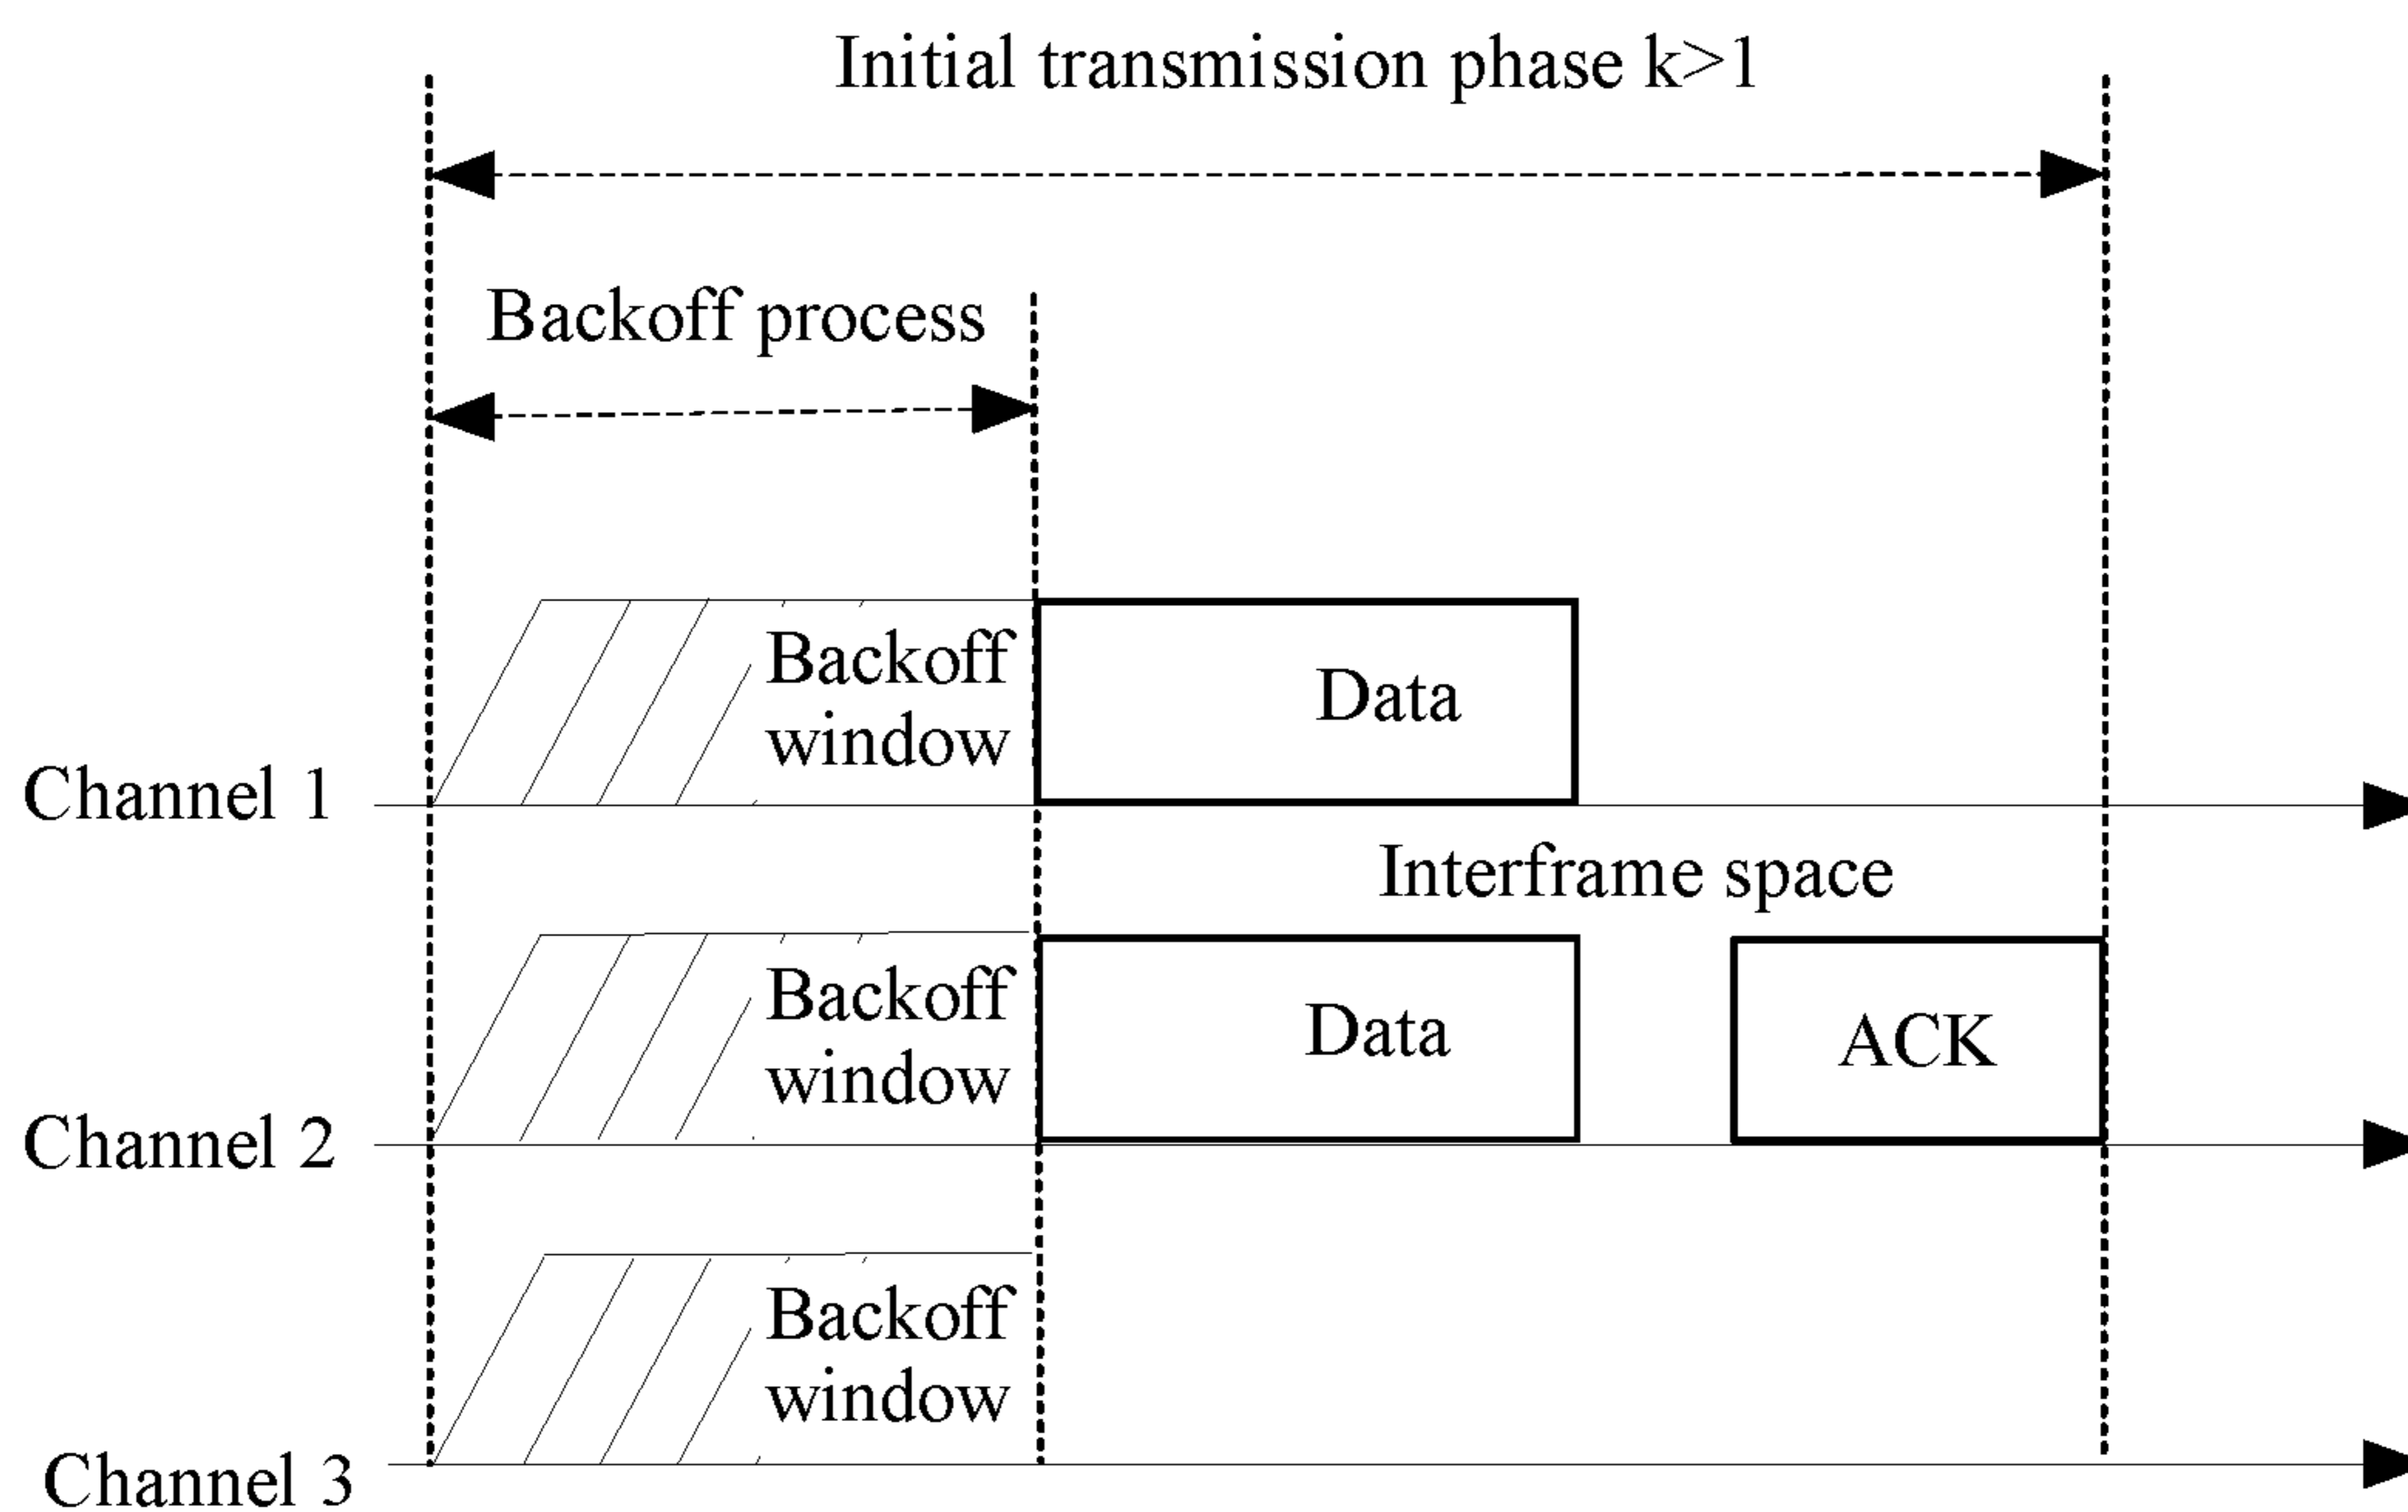 Initial transmission phase k>1
Backoff process
Backoff
window
Data
Channel 1
Interframe space
Backoff
window
Data
ACK
Channel 2
Backoff
window
Channel 3